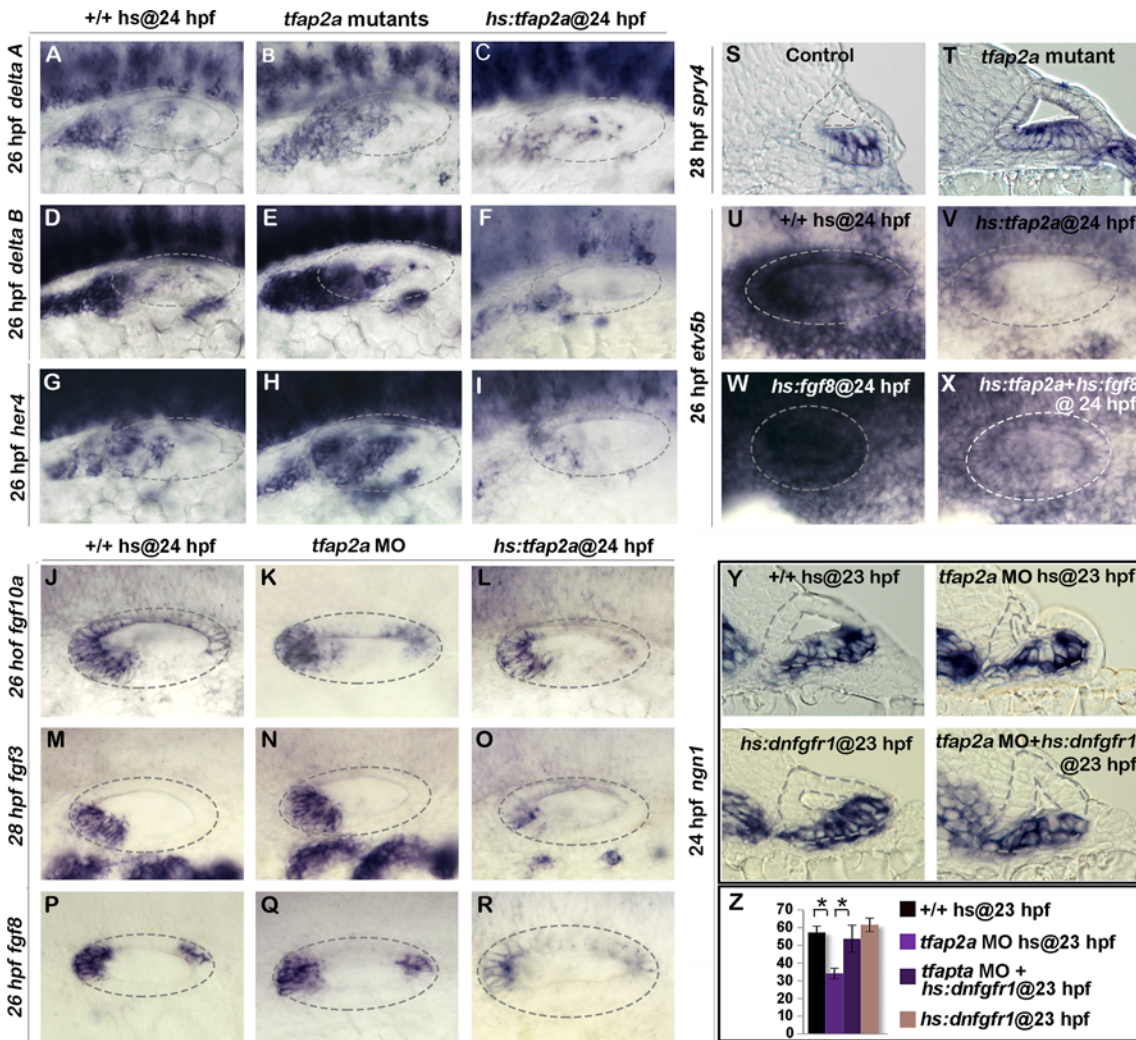 +/+ hs@24 hpf
tfap2a mutants
hs:tfap2a@24 hpf
26 hpf delta A
A
B
C
26 hpf delta B
D
E
F
26 hpf her4
G
H
I
28 hpf spry4
S
Control
T
tfap2a mutant
26 hpf etv5b
U
+/+ hs@24 hpf
V
hs:tfap2a@24 hpf
W
hs:fgf8@24 hpf
X
hs:tfap2a+hs:fgf8
@ 24 hpf
+/+ hs@24 hpf
tfap2a MO
hs:tfap2a@24 hpf
26 hof fgf10a
J
K
L
28 hpf fgf3
M
N
O
26 hpf fgf8
P
Q
R
24 hpf ngn1
Y
+/+ hs@23 hpf
tfap2a MO hs@23 hpf
hs:dnfgfr1@23 hpf
tfap2a MO+hs:dnfgfr1
@23 hpf
Z
70
60
50
40
30
20
10
0
* *
+/+ hs@23 hpf
tfap2a MO hs@23 hpf
tfapta MO +
hs:dnfgfr1@23 hpf
hs:dnfgfr1@23 hpf